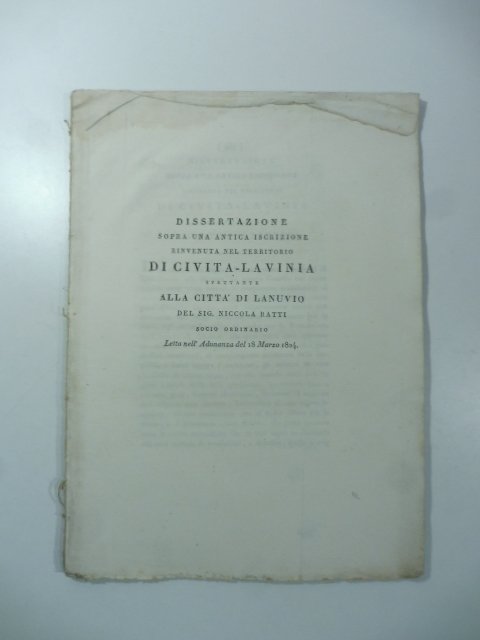 DISSERTAZIONE
SOPRA UNA ANTICA ISCRIZIONE
RINVENUTA NEL TERRITORIO
DI CIVITA-LAVINIA
SPETTANTE
ALLA CITTA' DI LANUVIO
DEL SIG. NICCOLA RATTI
SOCIO ORDINARIO
Letta nell' Adunanza del 18 Marzo 1824.